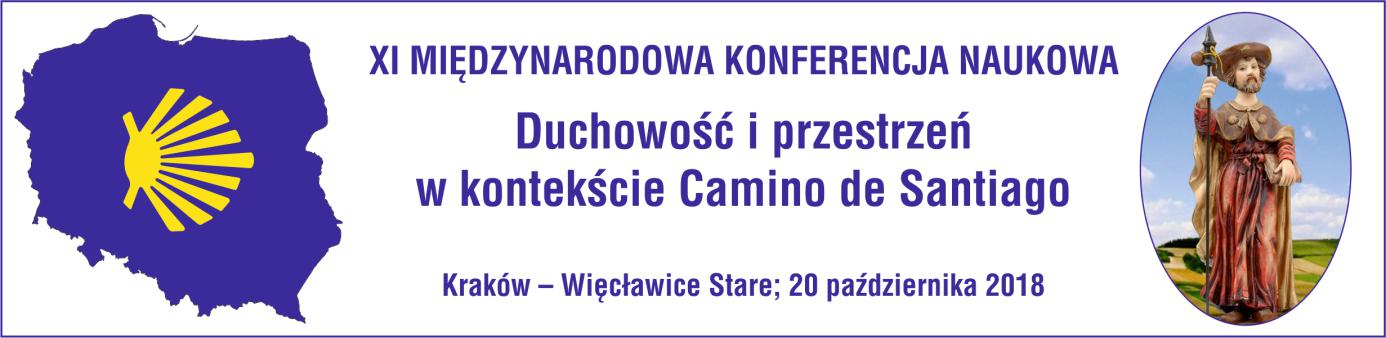 XI MIĘDZYNARODOWA KONFERENCJA NAUKOWA
Duchowość i przestrzeń
w kontekście Camino de Santiago
Kraków – Więcławice Stare; 20 października 2018